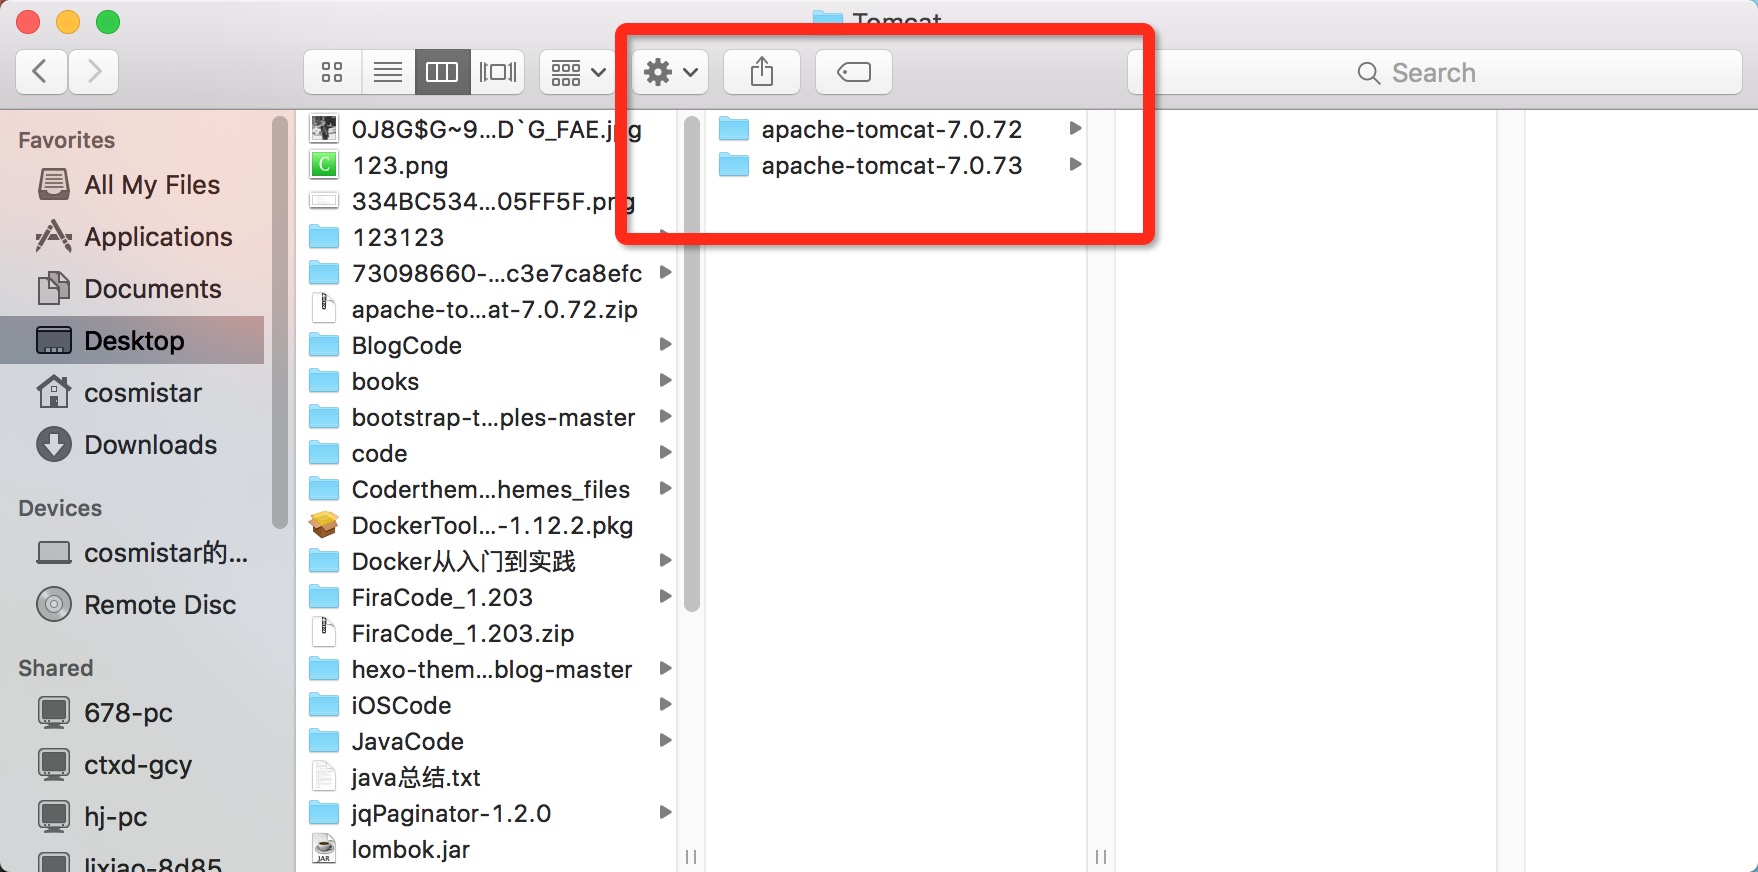 Tomcat
Search
Favorites
All My Files
Applications
Documents
Desktop
cosmistar
Downloads
Devices
cosmistar的...
Remote Disc
Shared
678-pc
ctxd-gcy
hj-pc
lixiao-8d85
0J8G$G~9...D`G_FAE.jpg
123.png
334BC534...05FF5F.png
123123
73098660-...c3e7ca8efc
apache-to...at-7.0.72.zip
BlogCode
books
bootstrap-t...ples-master
code
Coderthem...hemes_files
DockerTool...-1.12.2.pkg
Docker从入门到实践
FiraCode_1.203
FiraCode_1.203.zip
hexo-them...blog-master
iOSCode
JavaCode
java总结.txt
jqPaginator-1.2.0
JAR
lombok.jar
apache-tomcat-7.0.72
apache-tomcat-7.0.73